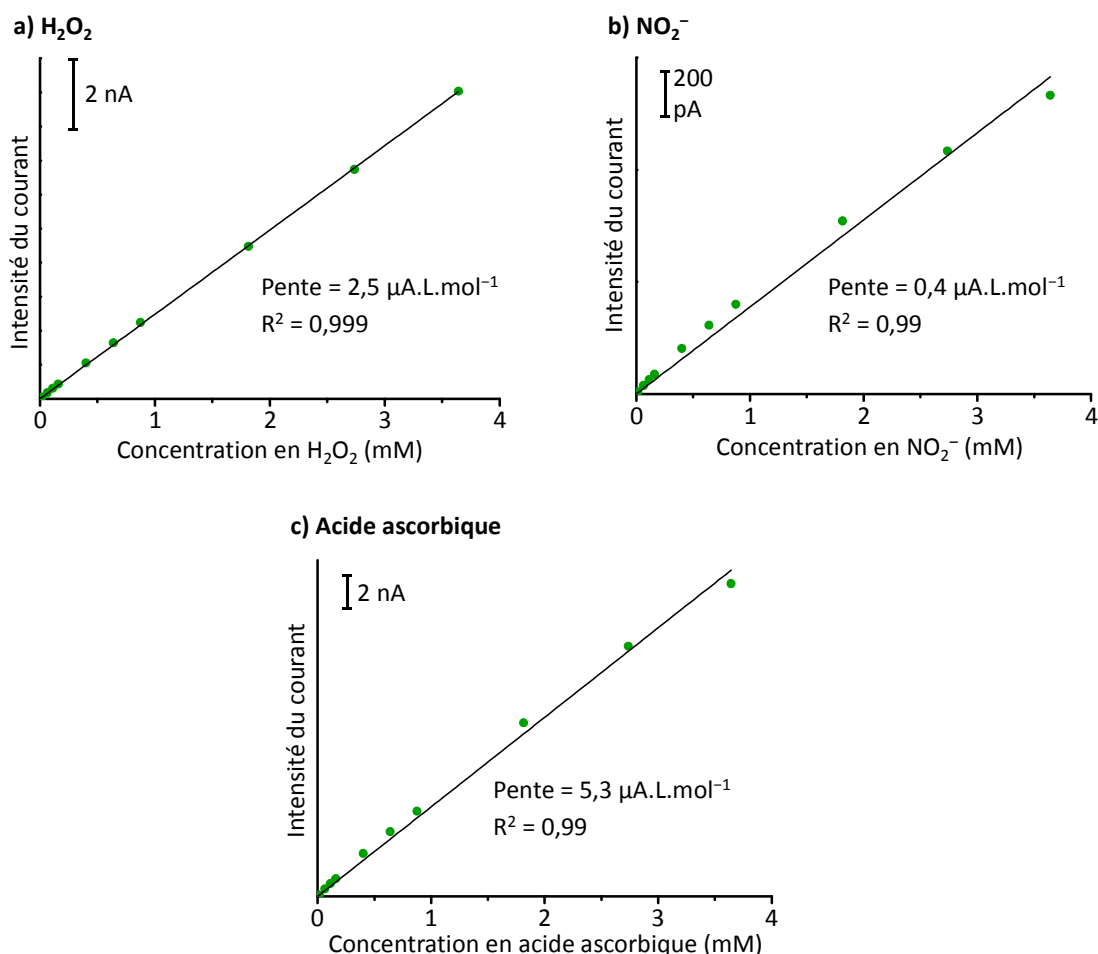 a) H₂O₂
2 nA
Intensité du courant
Pente = 2,5 µA.L.mol⁻¹
R² = 0,999
0 1 2 3 4
Concentration en H₂O₂ (mM)
b) NO₂⁻
200
pA
Intensité du courant
Pente = 0,4 µA.L.mol⁻¹
R² = 0,99
0 1 2 3 4
Concentration en NO₂⁻ (mM)
c) Acide ascorbique
2 nA
Intensité du courant
Pente = 5,3 µA.L.mol⁻¹
R² = 0,99
0 1 2 3 4
Concentration en acide ascorbique (mM)